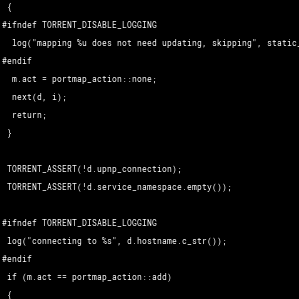 {
#ifndef TORRENT_DISABLE_LOGGING
log("mapping %u does not need updating, skipping", static_
#endif
m.act = portmap_action::none;
next(d, i);
return;
}
TORRENT_ASSERT(!d.upnp_connection);
TORRENT_ASSERT(!d.service_namespace.empty());
#ifndef TORRENT_DISABLE_LOGGING
log("connecting to %s", d.hostname.c_str());
#endif
if (m.act == portmap_action::add)
{